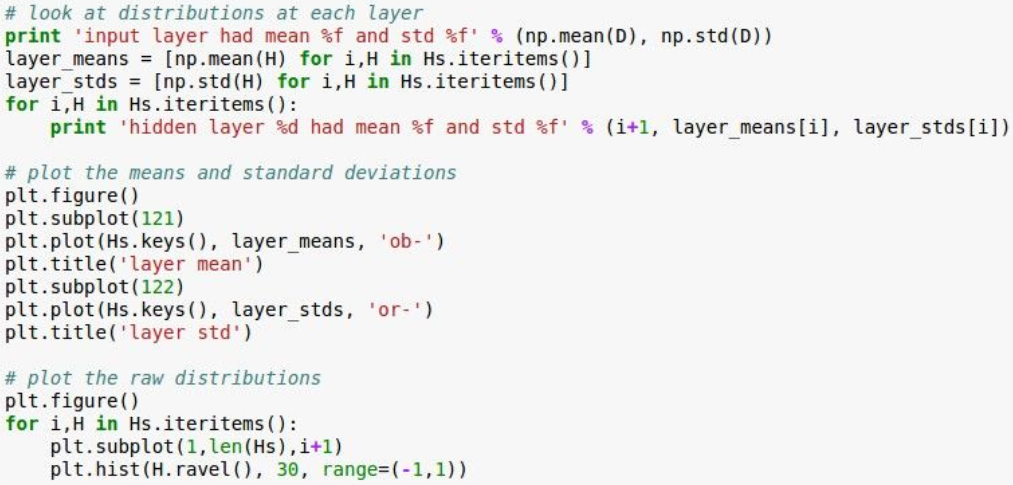 # look at distributions at each layer
print 'input layer had mean %f and std %f' % (np.mean(D), np.std(D))
layer_means = [np.mean(H) for i,H in Hs.iteritems()]
layer_stds = [np.std(H) for i,H in Hs.iteritems()]
for i,H in Hs.iteritems():
    print 'hidden layer %d had mean %f and std %f' % (i+1, layer_means[i], layer_stds[i])

# plot the means and standard deviations
plt.figure()
plt.subplot(121)
plt.plot(Hs.keys(), layer_means, 'ob-')
plt.title('layer mean')
plt.subplot(122)
plt.plot(Hs.keys(), layer_stds, 'or-')
plt.title('layer std')

# plot the raw distributions
plt.figure()
for i,H in Hs.iteritems():
    plt.subplot(1,len(Hs),i+1)
    plt.hist(H.ravel(), 30, range=(-1,1))